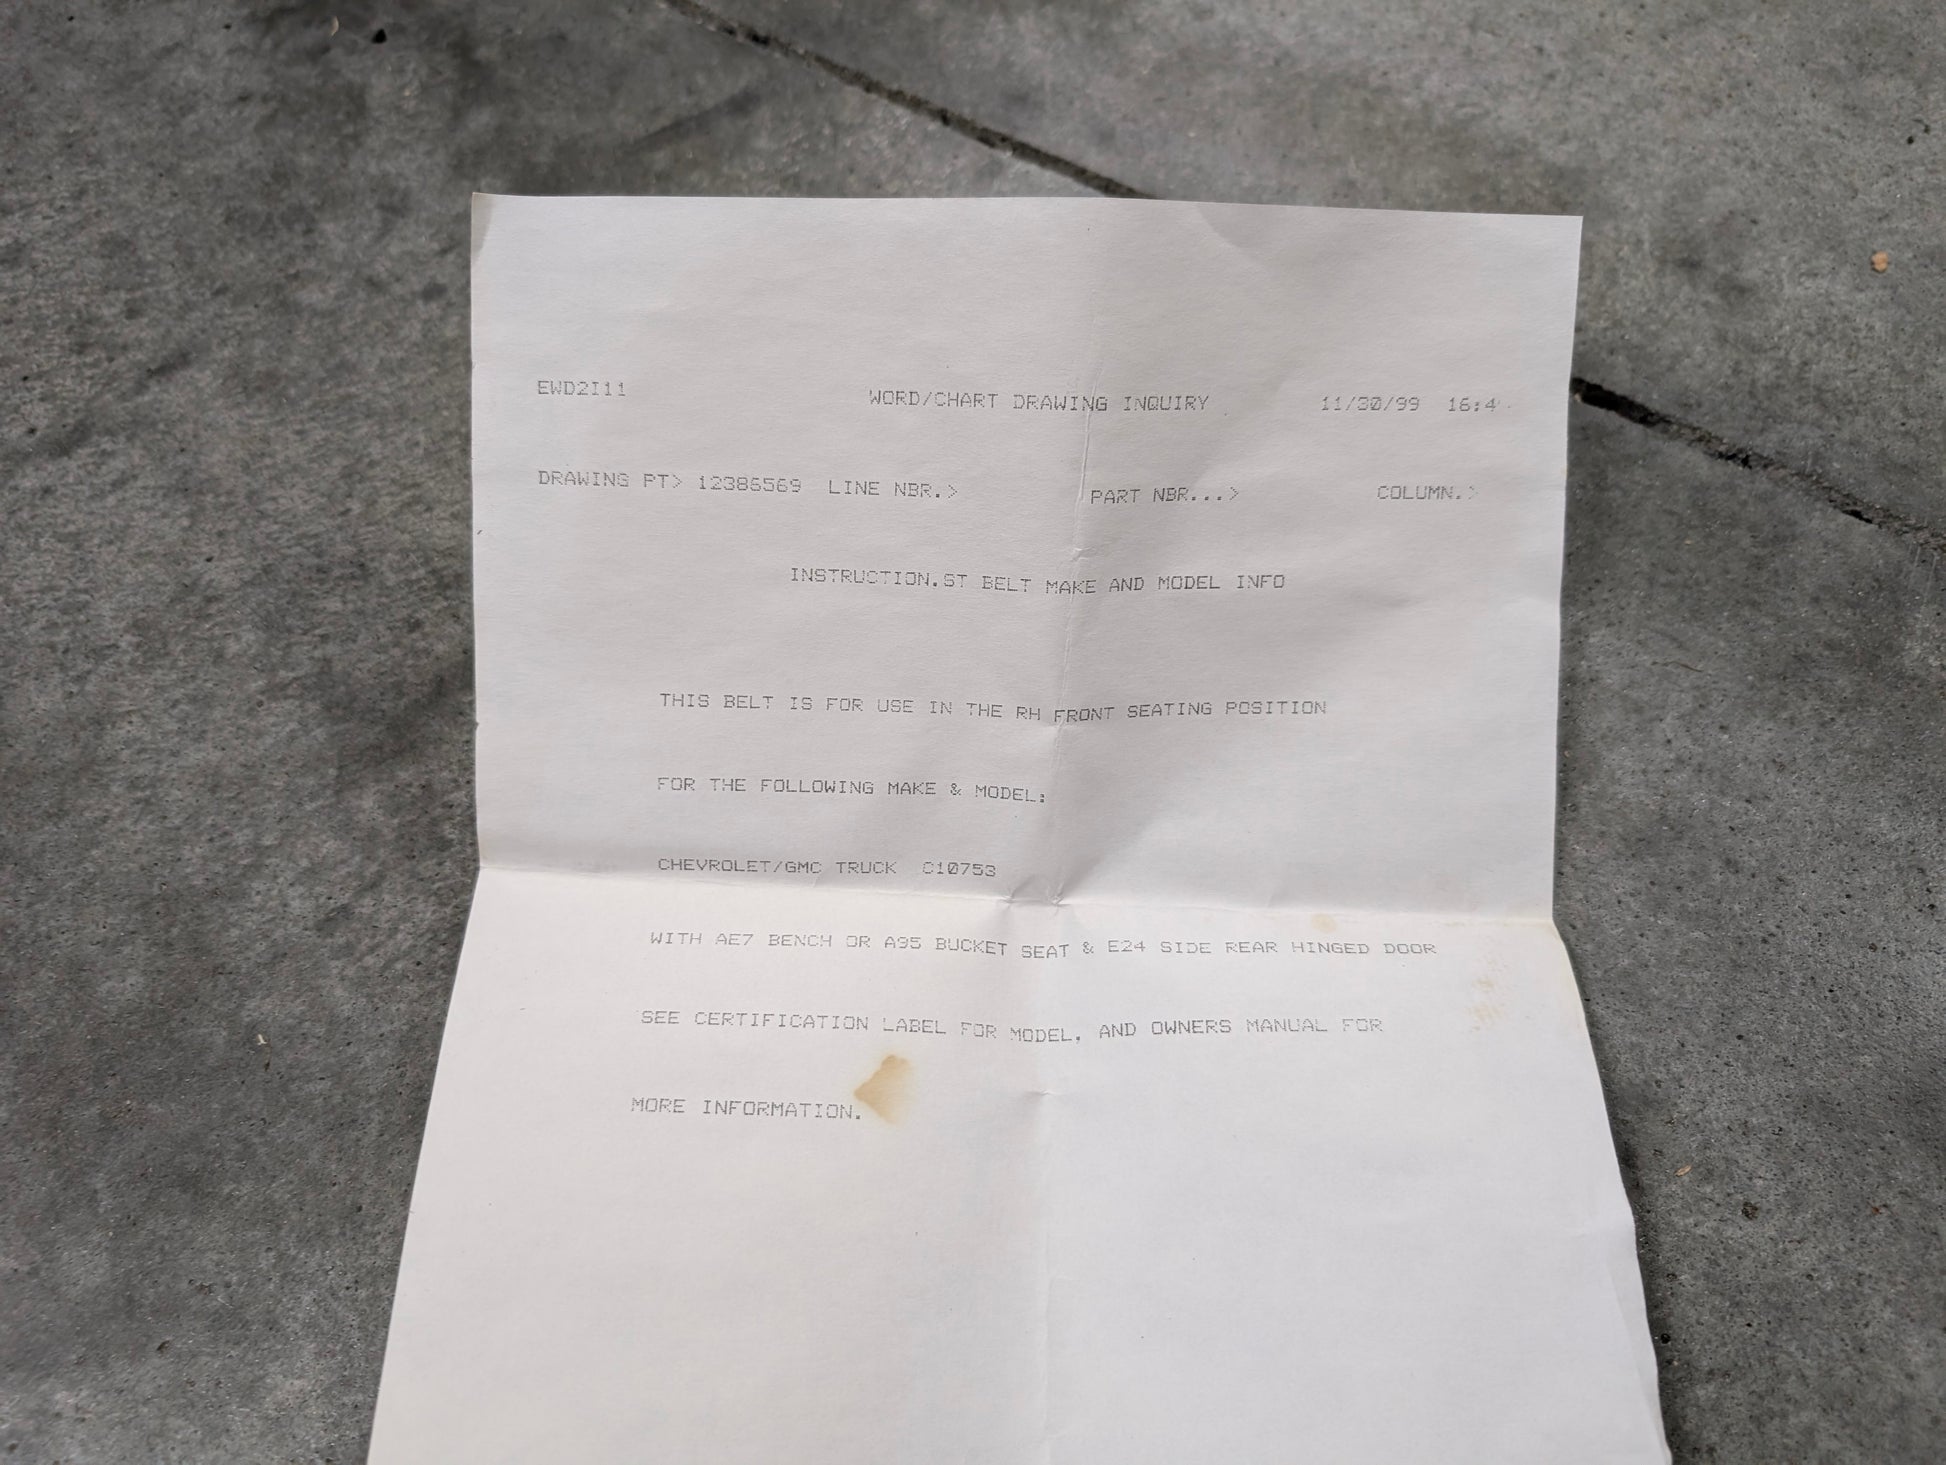 EWD2I11 WORD/CHART DRAWING INQUIRY 11/30/99
DRAWING PT> 12386569 LINE NBR.> PART NBR...> COLUMN.>
INSTRUCTION.ST BELT MAKE AND MODEL INFO
THIS BELT IS FOR USE IN THE RH FRONT SEATING POSITION
FOR THE FOLLOWING MAKE & MODEL:
CHEVROLET/GMC TRUCK C10753
WITH AE7 BENCH OR A95 BUCKET SEAT & E24 SIDE REAR HINGED DOOR
SEE CERTIFICATION LABEL FOR MODEL, AND OWNERS MANUAL FOR
MORE INFORMATION.